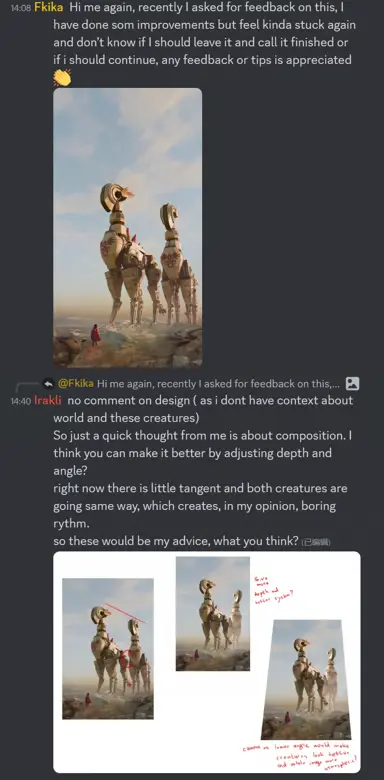 14:08 Fkika Hi me again, recently I asked for feedback on this, I
have done som improvements but feel kinda stuck again
and don't know if I should leave it and call it finished or
if i should continue, any feedback or tips is appreciated
@Fkika Hi me again, recently I asked for feedback on this,...
14:40 Irakli no comment on design ( as i dont have context about
world and these creatures)
So just a quick thought from me is about composition. I
think you can make it better by adjusting depth and
angle?
right now there is little tangent and both creatures are
going same way, which creates, in my opinion, boring
rythm.
so these would be my advice, what you think? (已编辑)
more
depth and
camera on lower angle would make
creatures look better
and whole image more
atmospheric?